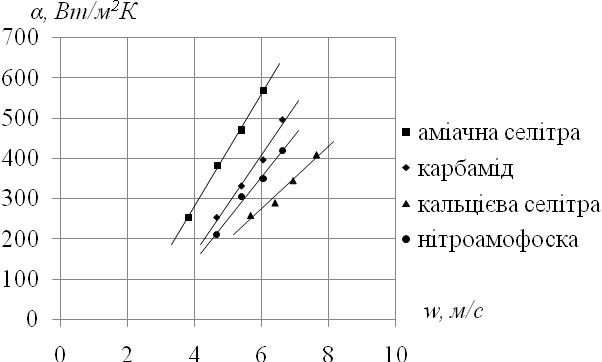 α, Вт/м²К
700
600
500
400
300
200
100
0
0 2 4 6 8 10
w, м/с
аміачна селітра
карбамід
кальцієва селітра
нітроамофоска